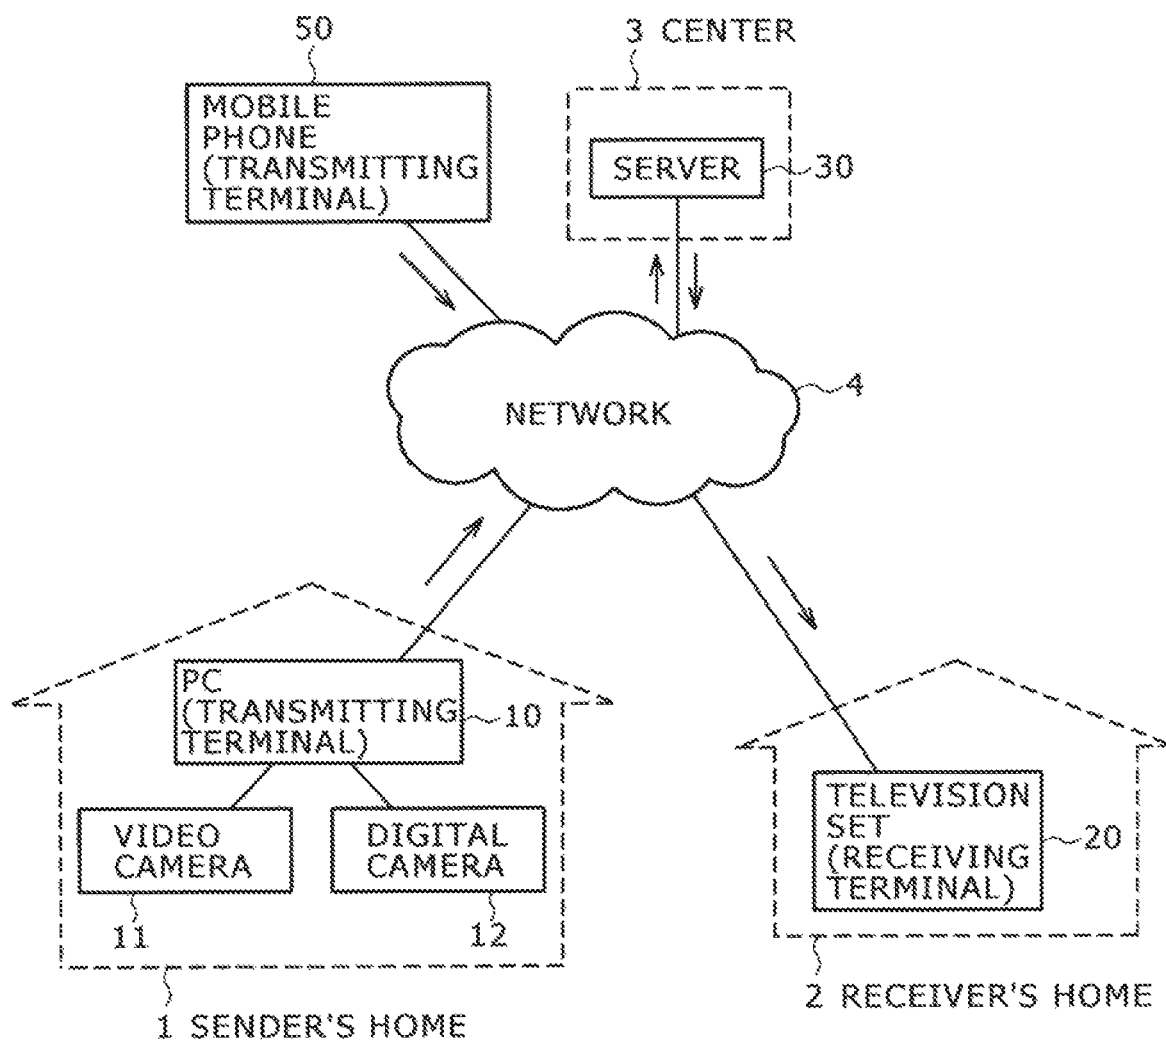 50
3 CENTER
MOBILE
PHONE
(TRANSMITTING
TERMINAL)
SERVER
30
NETWORK
4
PC
(TRANSMITTING
TERMINAL)
10
VIDEO
CAMERA
DIGITAL
CAMERA
11
12
TELEVISION
SET
(RECEIVING
TERMINAL)
20
1 SENDER'S HOME
2 RECEIVER'S HOME